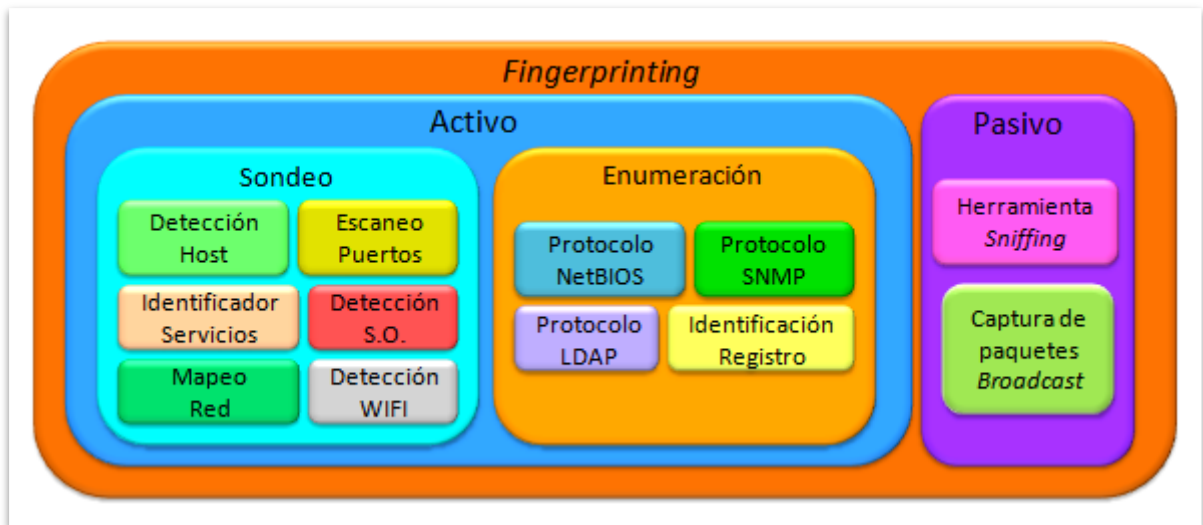 Fingerprinting
Activo
Sondeo
Detección
Host
Escaneo
Puertos
Identificador
Servicios
Detección
S.O.
Mapeo
Red
Detección
WIFI
Enumeración
Protocolo
NetBIOS
Protocolo
SNMP
Protocolo
LDAP
Identificación
Registro
Pasivo
Herramienta
Sniffing
Captura de
paquetes
Broadcast